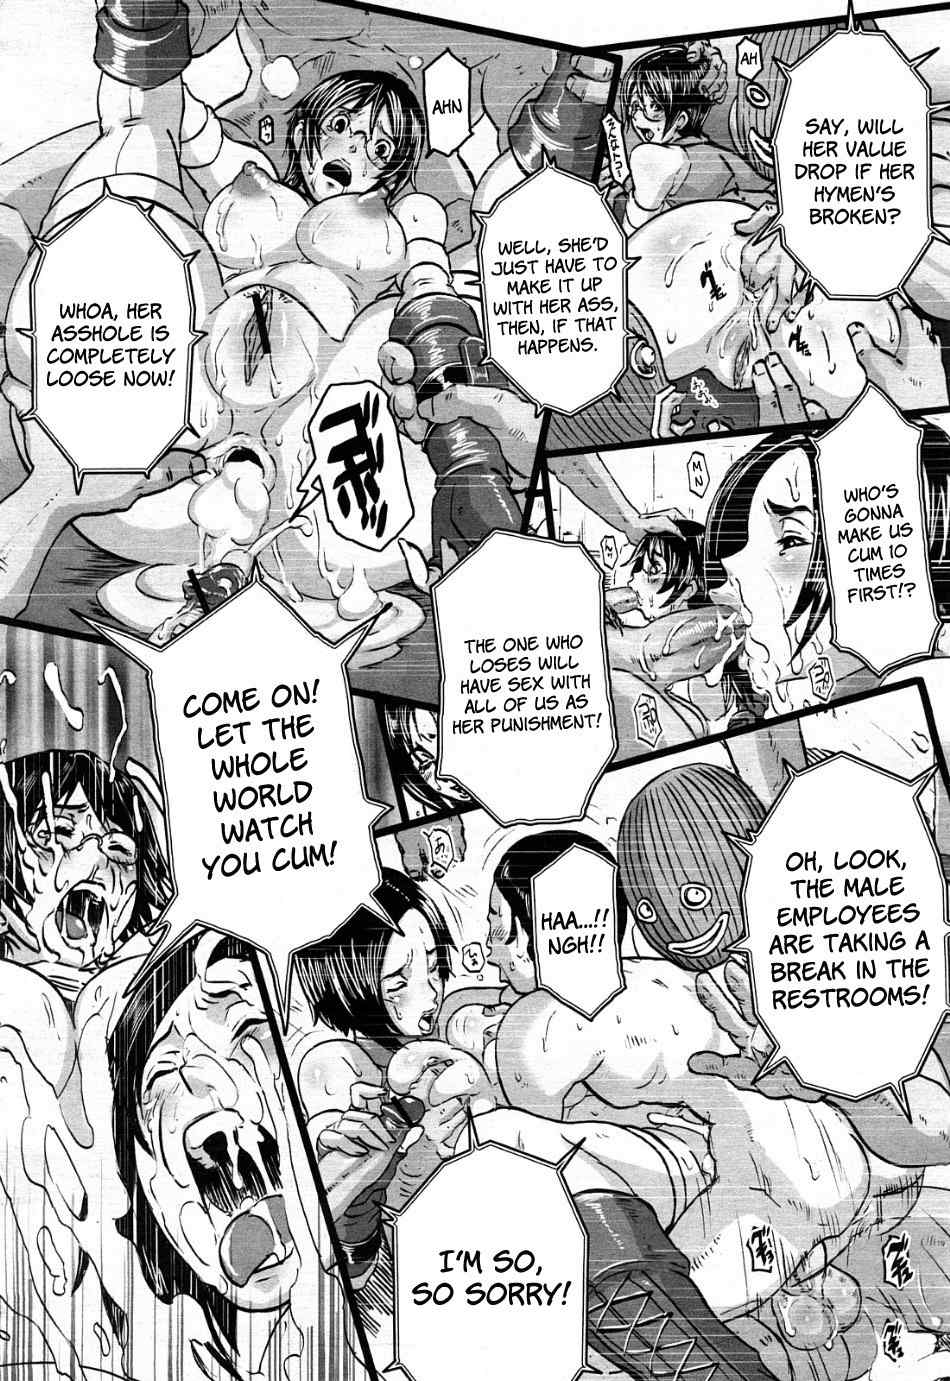 SAY, WILL
HER VALUE
DROP IF HER
HYMEN'S
BROKEN?
AH
WELL, SHE'D
JUST HAVE TO
MAKE IT UP
WITH HER ASS,
THEN, IF THAT
HAPPENS.
AHN
WHOA, HER
ASSHOLE IS
COMPLETELY
LOOSE NOW!
WHO'S
GONNA
MAKE US
CUM 10
TIMES
FIRST!?
MN
THE ONE WHO
LOSES WILL
HAVE SEX WITH
ALL OF US AS
HER PUNISHMENT!
COME ON!
LET THE
WHOLE
WORLD
WATCH
YOU CUM!
OH, LOOK,
THE MALE
EMPLOYEES
ARE TAKING A
BREAK IN THE
RESTROOMS!
HAA...!!
NGH!!
I'M SO,
SO SORRY!